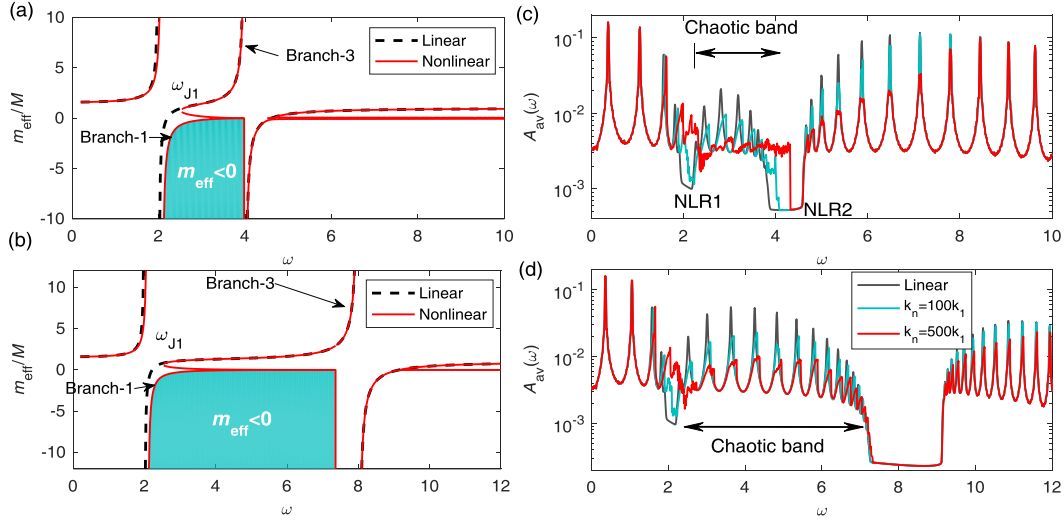 (a)
10
5
0
-5
-10
m_eff/M
ω_J1
Branch-3
Branch-1
m_eff<0
Linear
Nonlinear
0 2 4 6 8 10
ω
(b)
10
5
0
-5
-10
m_eff/M
ω_J1
Branch-3
Branch-1
m_eff<0
Linear
Nonlinear
0 2 4 6 8 10 12
ω
(c)
10^-1
10^-2
10^-3
A_av(ω)
Chaotic band
NLR1
NLR2
0 2 4 6 8 10
ω
(d)
10^-1
10^-2
10^-3
A_av(ω)
Linear
k_n=100k_1
k_n=500k_1
Chaotic band
0 2 4 6 8 10 12
ω